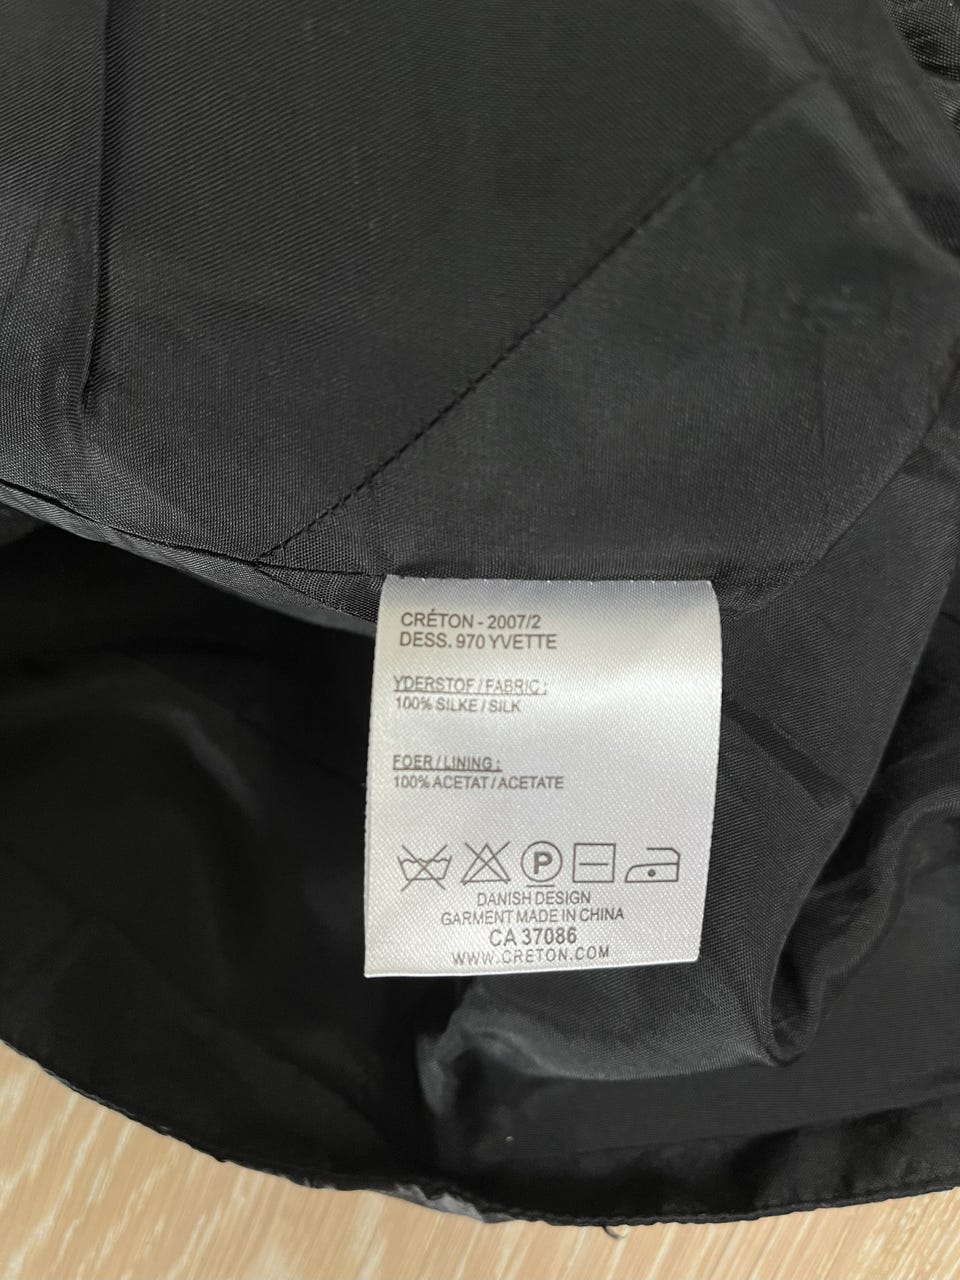 CRÉTON - 2007/2
DESS. 970 YVETTE
YDERSTOF / FABRIC :
100% SILKE / SILK
FOER / LINING :
100% ACETAT / ACETATE
P
DANISH DESIGN
GARMENT MADE IN CHINA
CA 37086
WWW.CRETON.COM